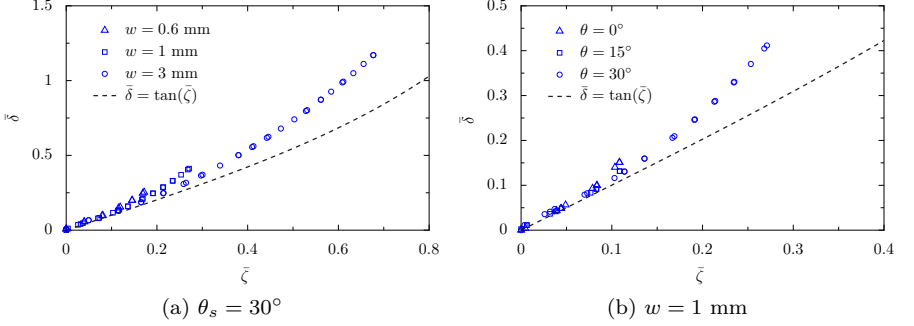 1.5
1
0.5
0
0
0.2
0.4
0.6
0.8
δ̄
ζ̄
w = 0.6 mm
w = 1 mm
w = 3 mm
δ̄ = tan(ζ̄)
(a) θs = 30°
0.5
0.4
0.3
0.2
0.1
0
0
0.1
0.2
0.3
0.4
δ̄
ζ̄
θ = 0°
θ = 15°
θ = 30°
δ̄ = tan(ζ̄)
(b) w = 1 mm